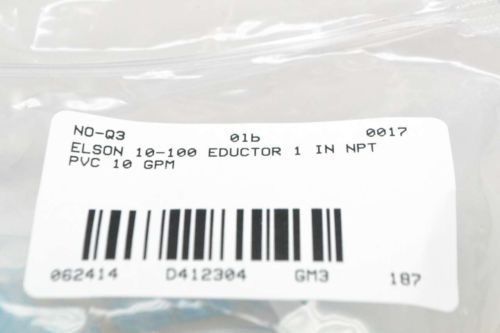 NO-Q3 01b 0017
ELSON 10-100 EDUCTOR 1 IN NPT
PVC 10 GPM
062414 D412304 GM3 187